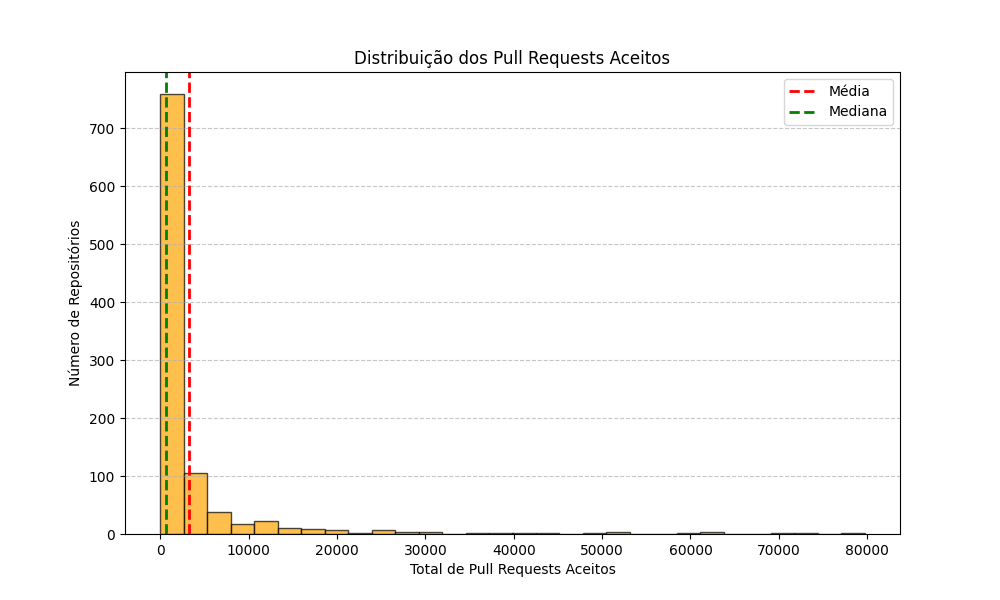 Distribuição dos Pull Requests Aceitos
Média
Mediana
Número de Repositórios
700
600
500
400
300
200
100
0
0 10000 20000 30000 40000 50000 60000 70000 80000
Total de Pull Requests Aceitos